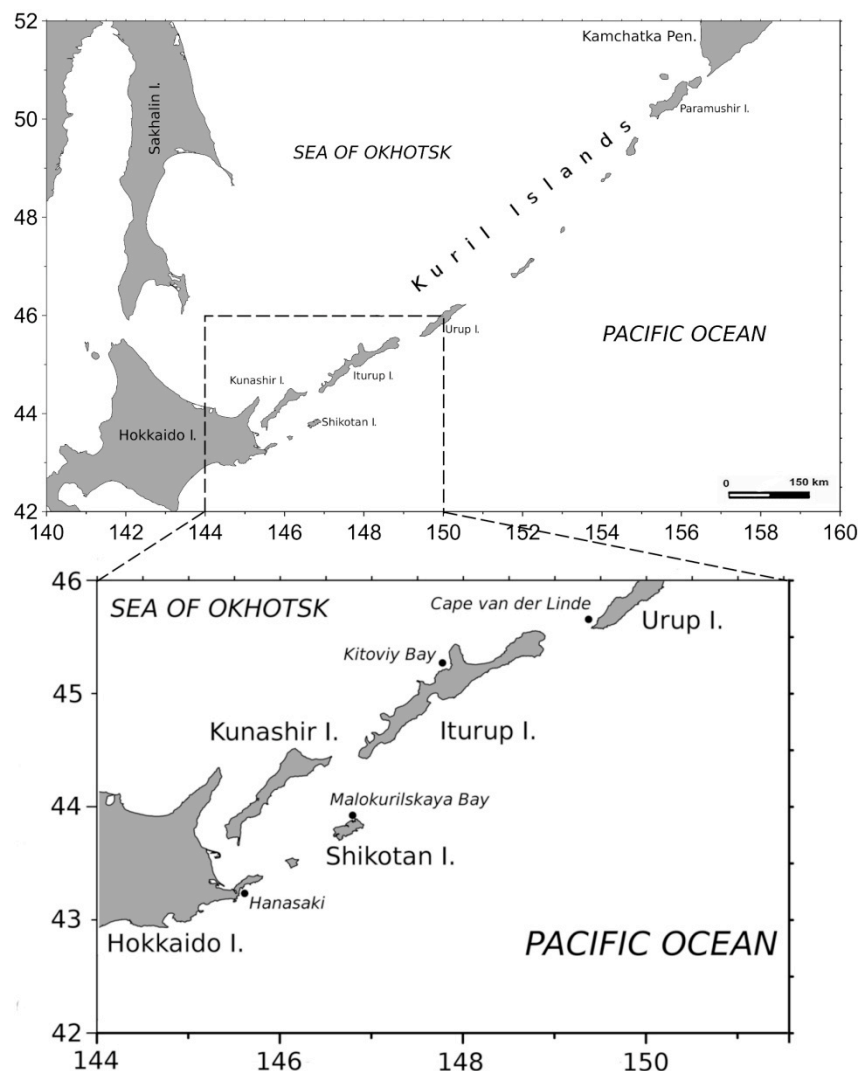 52
50
48
46
44
42
140
142
144
146
148
150
152
154
156
158
160
Kamchatka Pen.
Paramushir I.
Sakhalin I.
SEA OF OKHOTSK
Kuril Islands
Urup I.
PACIFIC OCEAN
Kunashir I.
Iturup I.
Shikotan I.
Hokkaido I.
0 150 km
46
45
44
43
42
144
146
148
150
SEA OF OKHOTSK
Cape van der Linde
Urup I.
Kitoviy Bay
Kunashir I.
Iturup I.
Malokurilskaya Bay
Shikotan I.
Hanasaki
Hokkaido I.
PACIFIC OCEAN